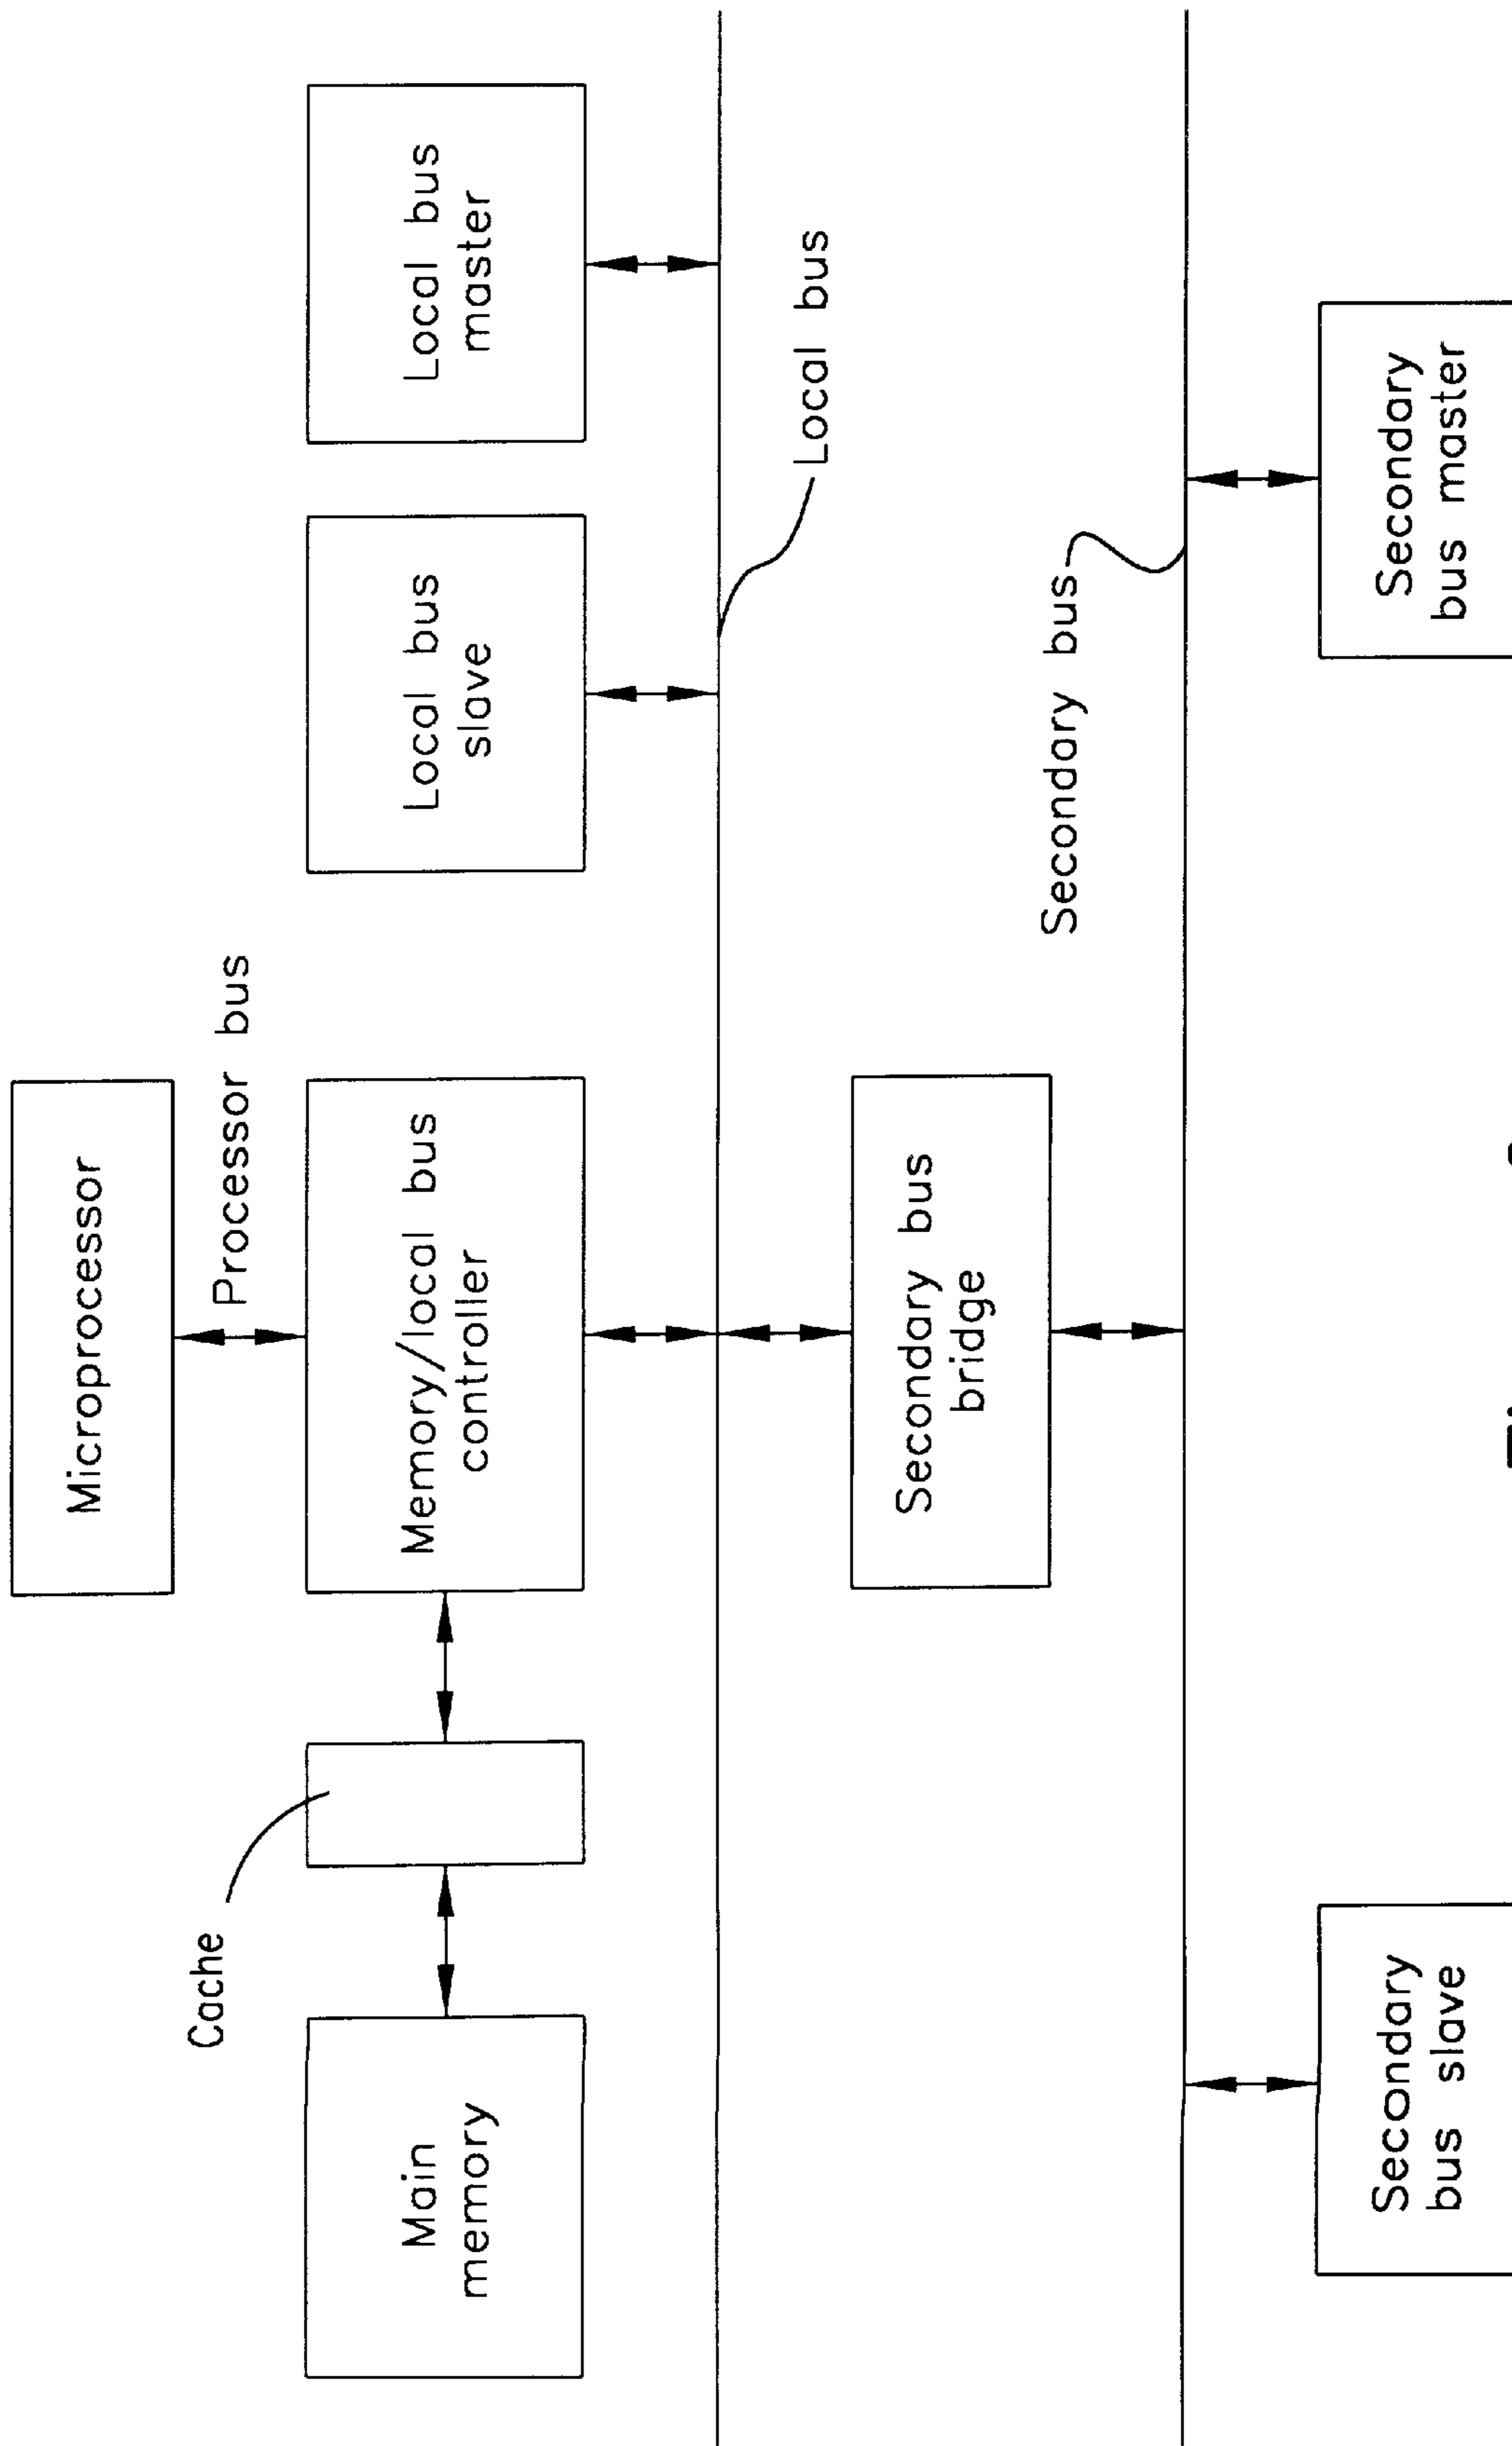 Microprocessor
Processor bus
Cache
Main
memory
Memory/local bus
controller
Local bus
slave
Local bus
master
Local bus
Secondary bus
bridge
Secondary bus
Secondary
bus slave
Secondary
bus master